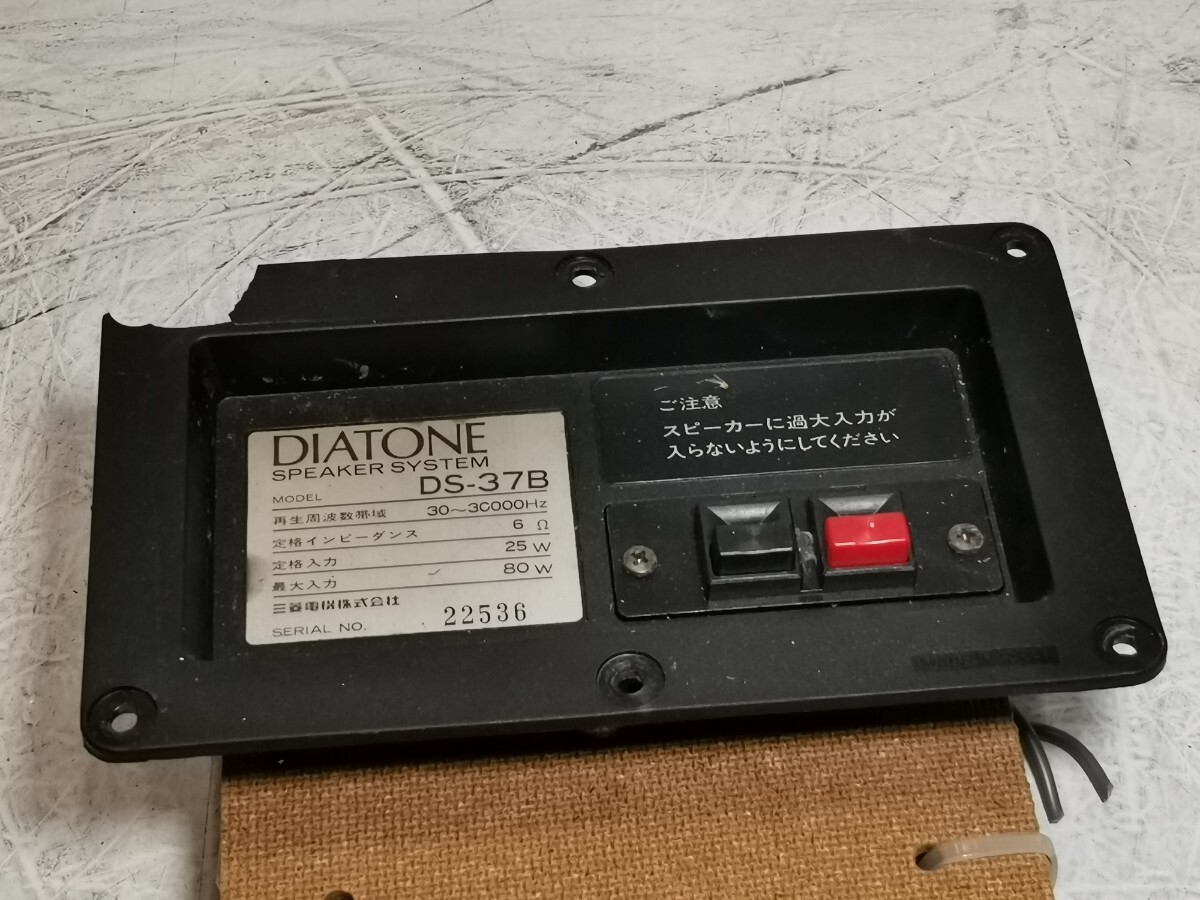 DIATONE
SPEAKER SYSTEM
MODEL DS-37B
再生周波数帯域 30～30000Hz
定格インピーダンス 6 Ω
定格入力 25 W
最大入力 80 W
三菱電機株式会社
SERIAL NO. 22536
ご注意
スピーカーに過大入力が
入らないようにしてください